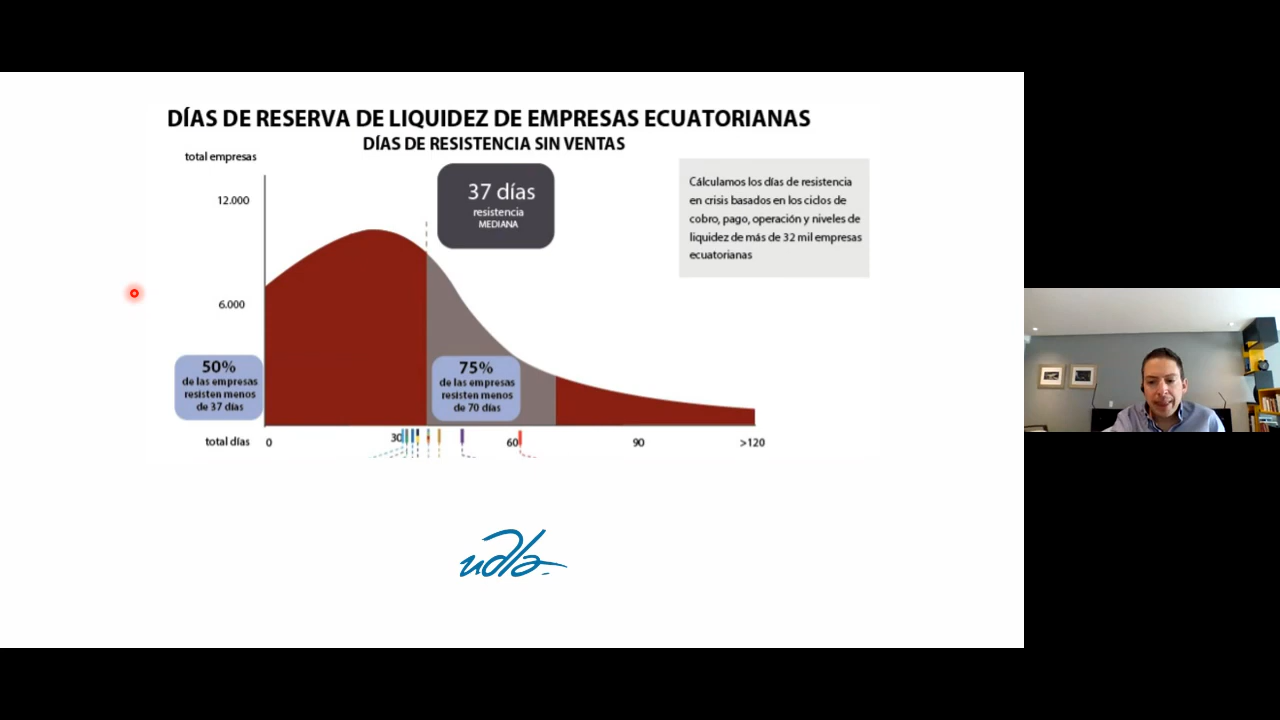 DÍAS DE RESERVA DE LIQUIDEZ DE EMPRESAS ECUATORIANAS
DÍAS DE RESISTENCIA SIN VENTAS
total empresas
12.000
6.000
37 días
resistencia
MEDIANA
Cálculamos los días de resistencia
en crisis basados en los ciclos de
cobro, pago, operación y niveles de
liquidez de más de 32 mil empresas
ecuatorianas
50%
de las empresas
resisten menos
de 37 días
75%
de las empresas
resisten menos
de 70 días
total días
0
30
60
90
>120
udla